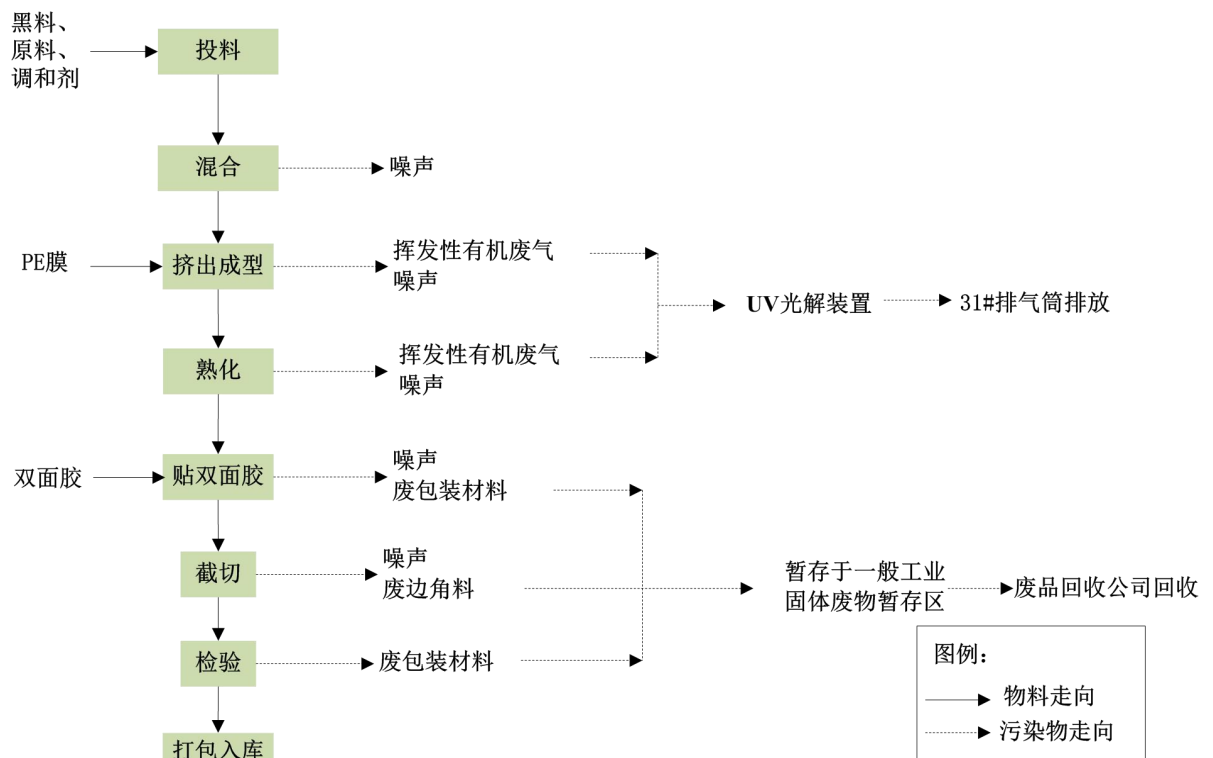 黑料、
原料、
调和剂
投料
混合
噪声
PE膜
挤出成型
挥发性有机废气
噪声
UV光解装置
31#排气筒排放
熟化
挥发性有机废气
噪声
双面胶
贴双面胶
噪声
废包装材料
截切
噪声
废边角料
暂存于一般工业
固体废物暂存区
废品回收公司回收
检验
废包装材料
打包入库
图例：
物料走向
污染物走向